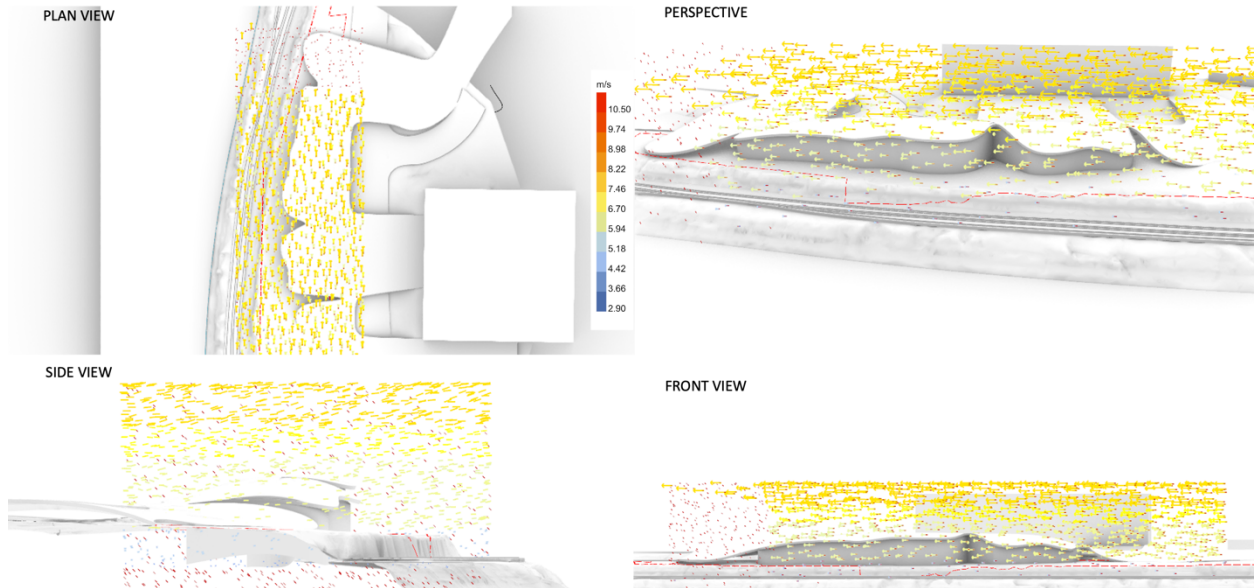 PLAN VIEW
PERSPECTIVE
m/s
10.50
9.74
8.98
8.22
7.46
6.70
5.94
5.18
4.42
3.66
2.90
SIDE VIEW
FRONT VIEW